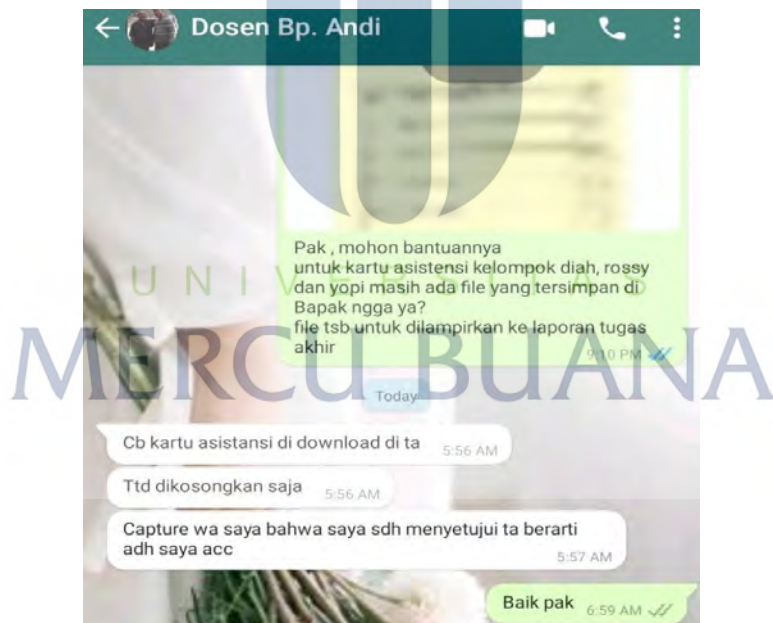 Dosen Bp. Andi
Pak , mohon bantuannya
untuk kartu asistensi kelompok diah, rossy
dan yopi masih ada file yang tersimpan di
Bapak ngga ya?
file tsb untuk dilampirkan ke laporan tugas
akhir
9:10 PM
UNIVERSITAS
MERCU BUANA
Today
Cb kartu asistansi di download di ta
5:56 AM
Ttd dikosongkan saja
5:56 AM
Capture wa saya bahwa saya sdh menyetujui ta berarti
adh saya acc
5:57 AM
Baik pak
6:59 AM